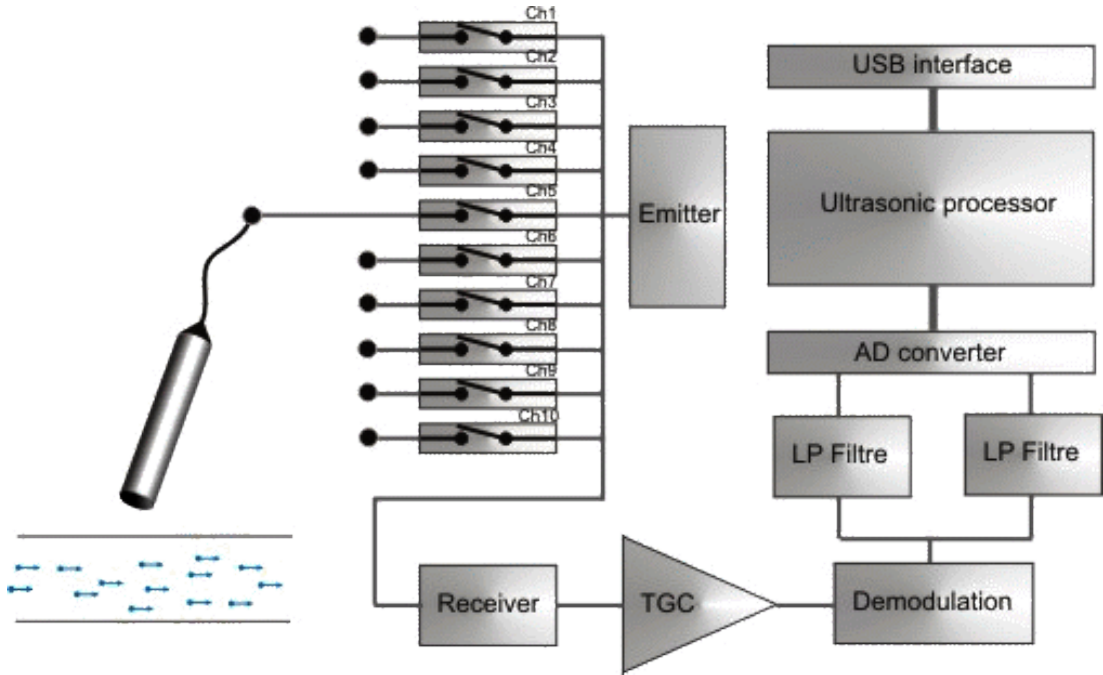 Ch1
Ch2
Ch3
Ch4
Ch5
Ch6
Ch7
Ch8
Ch9
Ch10
Emitter
USB interface
Ultrasonic processor
AD converter
LP Filtre
LP Filtre
Receiver
TGC
Demodulation